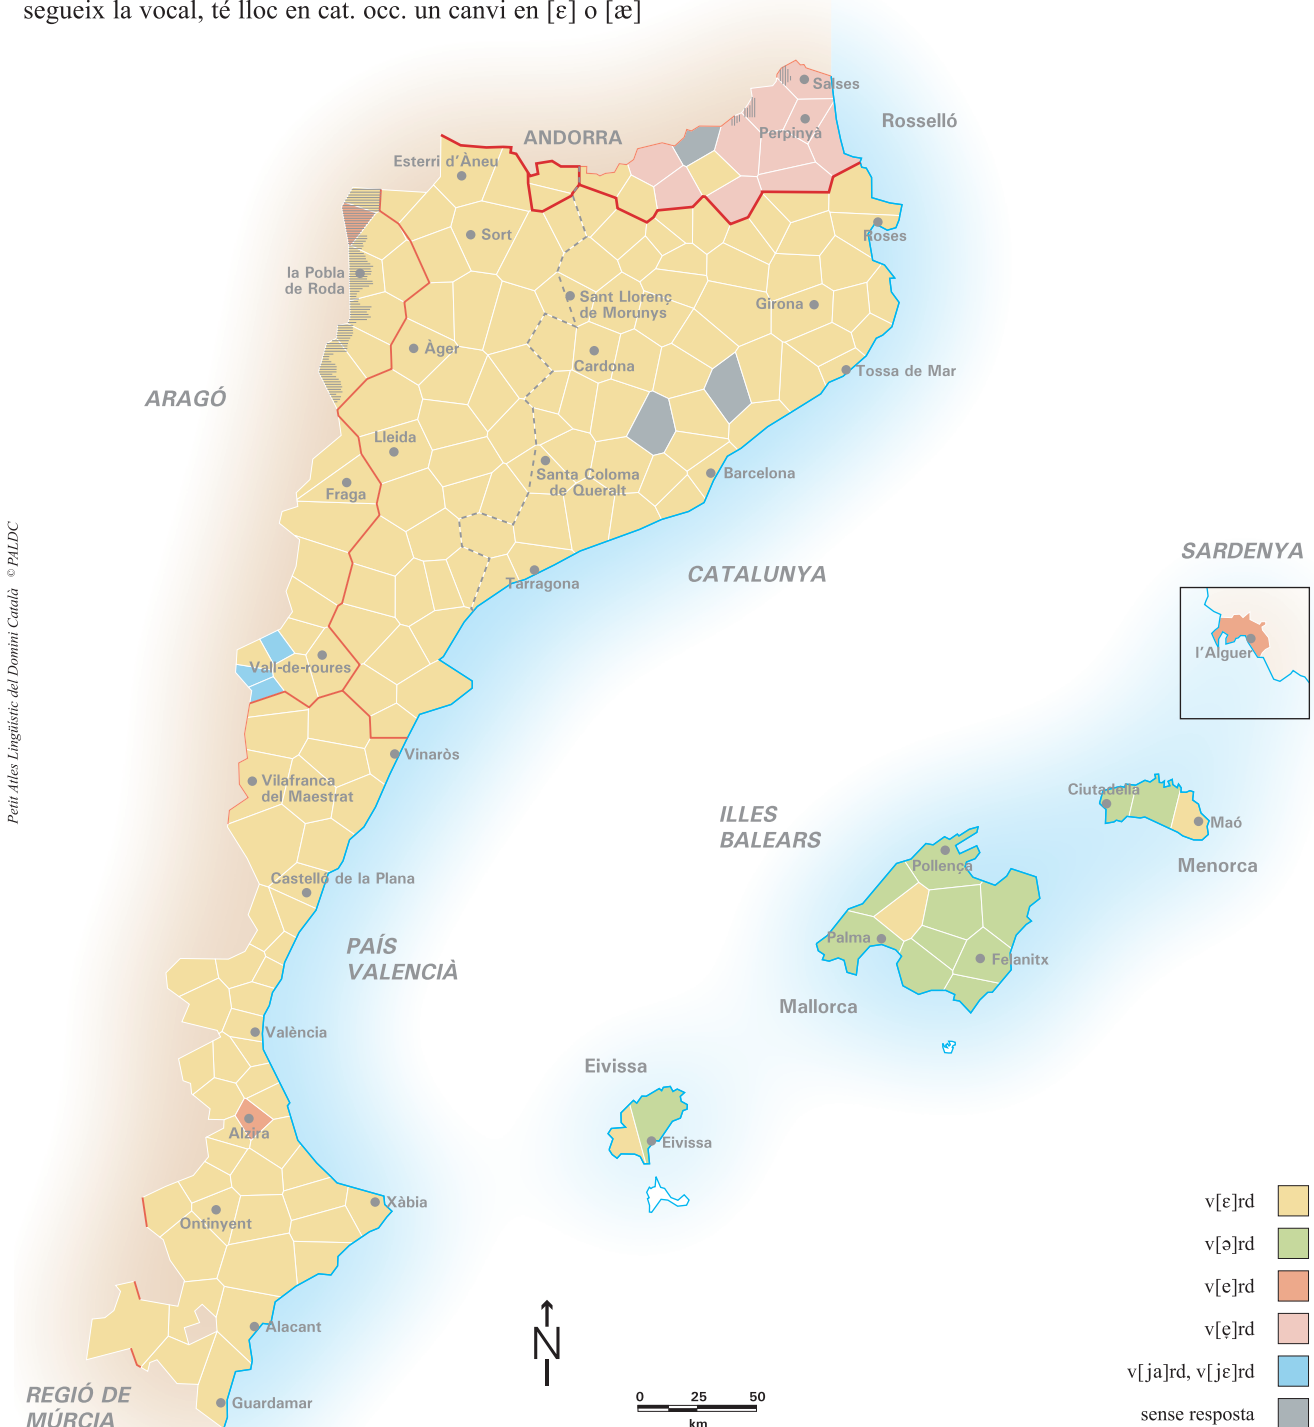 segueix la vocal, té lloc en cat. occ. un canvi en [ɛ] o [æ]
Salses
Rosselló
Perpinyà
ANDORRA
Esterri d'Àneu
Roses
Sort
la Pobla
de Roda
Sant Llorenç
de Morunys
Girona
Àger
Cardona
Tossa de Mar
ARAGÓ
Lleida
Santa Coloma
de Queralt
Barcelona
Fraga
Petit Atles Lingüístic del Domini Català © PALDC
SARDENYA
CATALUNYA
Tarragona
l'Alguer
Vall-de-roures
Vinaròs
Vilafranca
del Maestrat
Ciutadella
Maó
ILLES
BALEARS
Menorca
Pollença
Castelló de la Plana
PAÍS
VALENCIÀ
Palma
Felanitx
Mallorca
València
Eivissa
Alzira
Eivissa
Xàbia
Ontinyent
v[ɛ]rd
v[ə]rd
v[e]rd
v[ẹ]rd
v[ja]rd, v[jɛ]rd
sense resposta
Alacant
N
REGIÓ DE
MÚRCIA
Guardamar
0 25 50
km